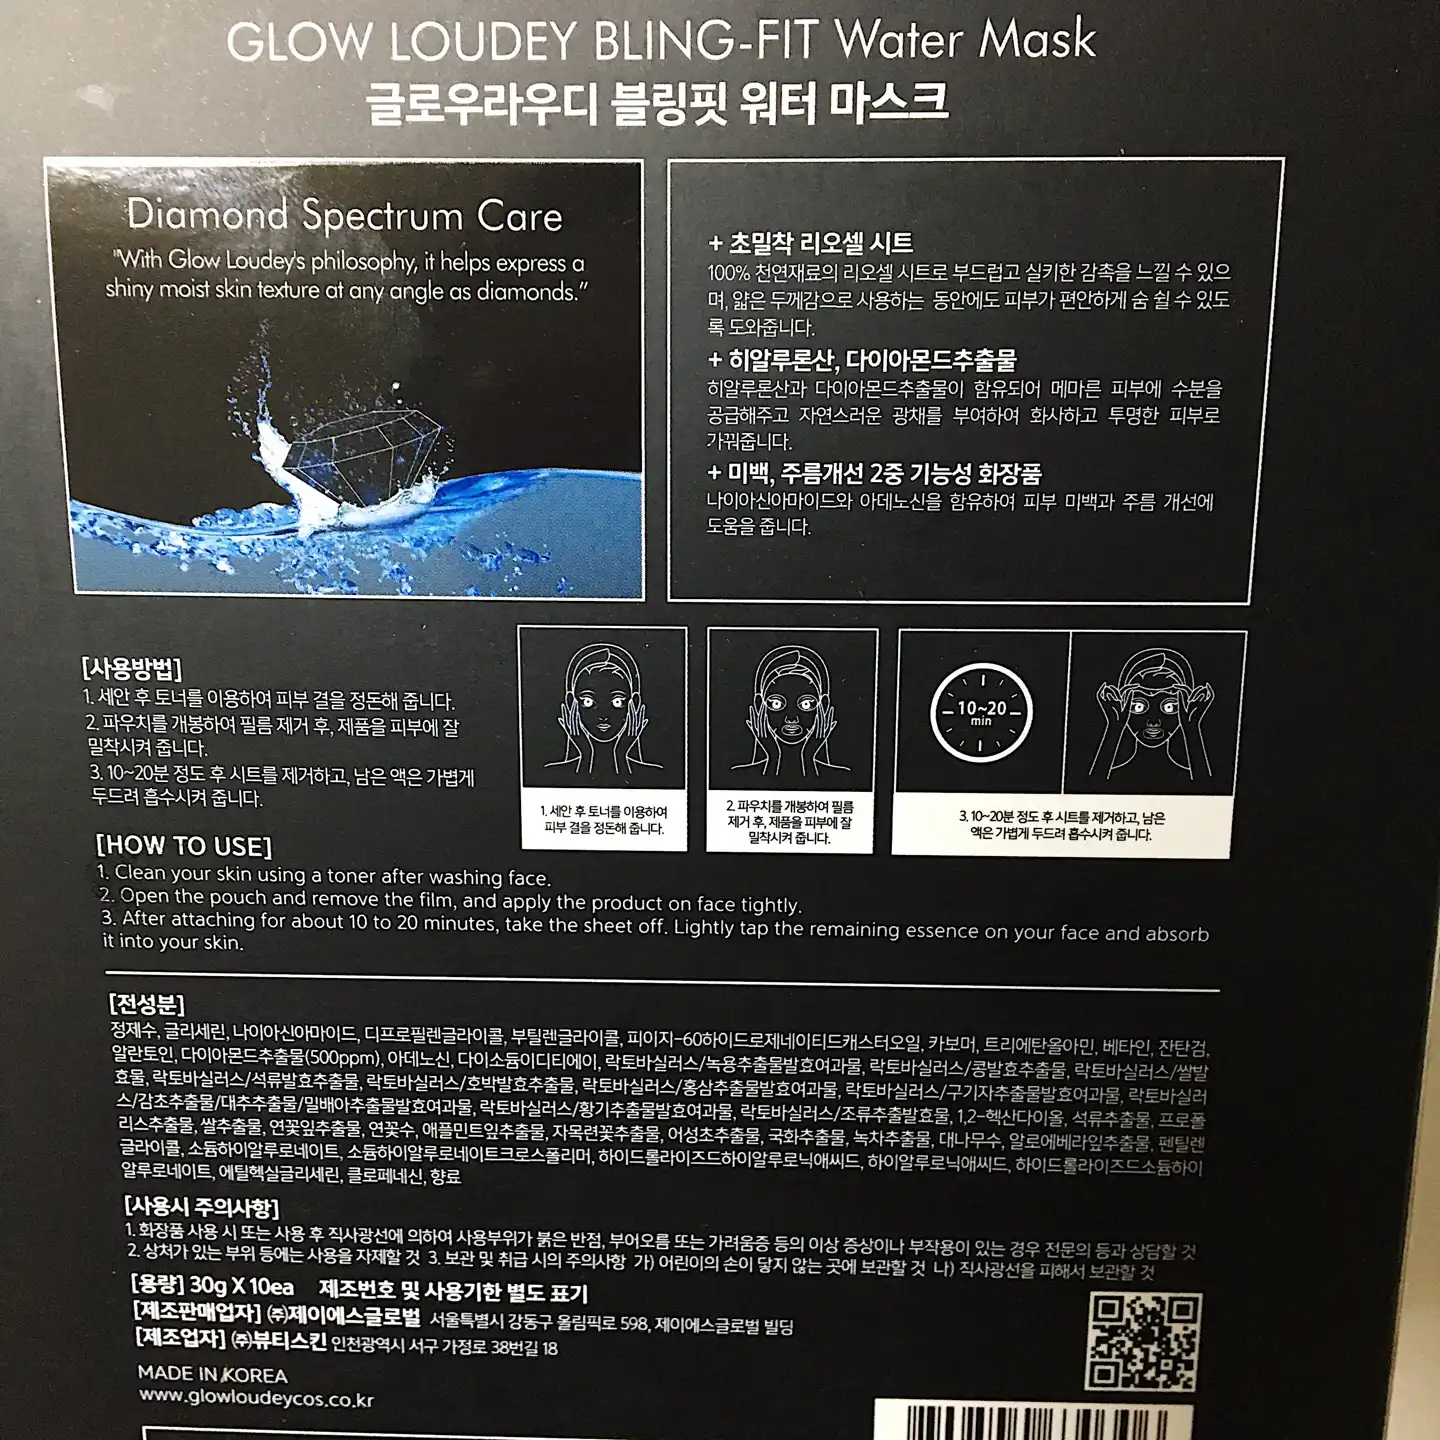 GLOW LOUDEY BLING-FIT Water Mask
글로우라우디 블링핏 워터 마스크
Diamond Spectrum Care
"With Glow Loudey's philosophy, it helps express a
shiny moist skin texture at any angle as diamonds."
+ 초밀착 리오셀 시트
100% 천연재료의 리오셀 시트로 부드럽고 실키한 감촉을 느낄 수 있으
며, 얇은 두께감으로 사용하는 동안에도 피부가 편안하게 숨 쉴 수 있도
록 도와줍니다.
+ 히알루론산, 다이아몬드추출물
히알루론산과 다이아몬드추출물이 함유되어 메마른 피부에 수분을
공급해주고 자연스러운 광채를 부여하여 화사하고 투명한 피부로
가꿔줍니다.
+ 미백, 주름개선 2중 기능성 화장품
나이아신아마이드와 아데노신을 함유하여 피부 미백과 주름 개선에
도움을 줍니다.
[사용방법]
1. 세안 후 토너를 이용하여 피부 결을 정돈해 줍니다.
2. 파우치를 개봉하여 필름 제거 후, 제품을 피부에 잘
밀착시켜 줍니다.
3. 10~20분 정도 후 시트를 제거하고, 남은 액은 가볍게
두드려 흡수시켜 줍니다.
1. 세안 후 토너를 이용하여
피부 결을 정돈해 줍니다.
2. 파우치를 개봉하여 필름
제거 후, 제품을 피부에 잘
밀착시켜 줍니다.
10~20
min
3. 10~20분 정도 후 시트를 제거하고, 남은
액은 가볍게 두드려 흡수시켜 줍니다.
[HOW TO USE]
1. Clean your skin using a toner after washing face.
2. Open the pouch and remove the film, and apply the product on face tightly.
3. After attaching for about 10 to 20 minutes, take the sheet off. Lightly tap the remaining essence on your face and absorb
it into your skin.
[전성분]
정제수, 글리세린, 나이아신아마이드, 디프로필렌글라이콜, 부틸렌글라이콜, 피이지-60하이드로제네이티드캐스터오일, 카보머, 트리에탄올아민, 베타인, 잔탄검,
알란토인, 다이아몬드추출물(500ppm), 아데노신, 다이소듐이디티에이, 락토바실러스/녹용추출물발효여과물, 락토바실러스/콩발효추출물, 락토바실러스/쌀발
효물, 락토바실러스/석류발효추출물, 락토바실러스/호박발효추출물, 락토바실러스/홍삼추출물발효여과물, 락토바실러스/구기자추출물발효여과물, 락토바실러
스/감초추출물/대추추출물/밀배아추출물발효여과물, 락토바실러스/황기추출물발효여과물, 락토바실러스/조류추출발효물, 1,2-헥산다이올, 석류추출물, 프로폴
리스추출물, 쌀추출물, 연꽃잎추출물, 연꽃수, 애플민트잎추출물, 자목련꽃추출물, 어성초추출물, 국화추출물, 녹차추출물, 대나무수, 알로에베라잎추출물, 펜틸렌
글라이콜, 소듐하이알루로네이트, 소듐하이알루로네이트크로스폴리머, 하이드롤라이즈드하이알루로닉애씨드, 하이알루로닉애씨드, 하이드롤라이즈드소듐하이
알루로네이트, 에틸헥실글리세린, 클로페네신, 향료
[사용시 주의사항]
1. 화장품 사용 시 또는 사용 후 직사광선에 의하여 사용부위가 붉은 반점, 부어오름 또는 가려움증 등의 이상 증상이나 부작용이 있는 경우 전문의 등과 상담할 것
2. 상처가 있는 부위 등에는 사용을 자제할 것 3. 보관 및 취급 시의 주의사항 가) 어린이의 손이 닿지 않는 곳에 보관할 것 나) 직사광선을 피해서 보관할 것
[용량] 30g X 10ea 제조번호 및 사용기한 별도 표기
[제조판매업자] ㈜제이에스글로벌 서울특별시 강동구 올림픽로 598, 제이에스글로벌 빌딩
[제조업자] ㈜뷰티스킨 인천광역시 서구 가정로 38번길 18
MADE IN KOREA
www.glowloudeycos.co.kr